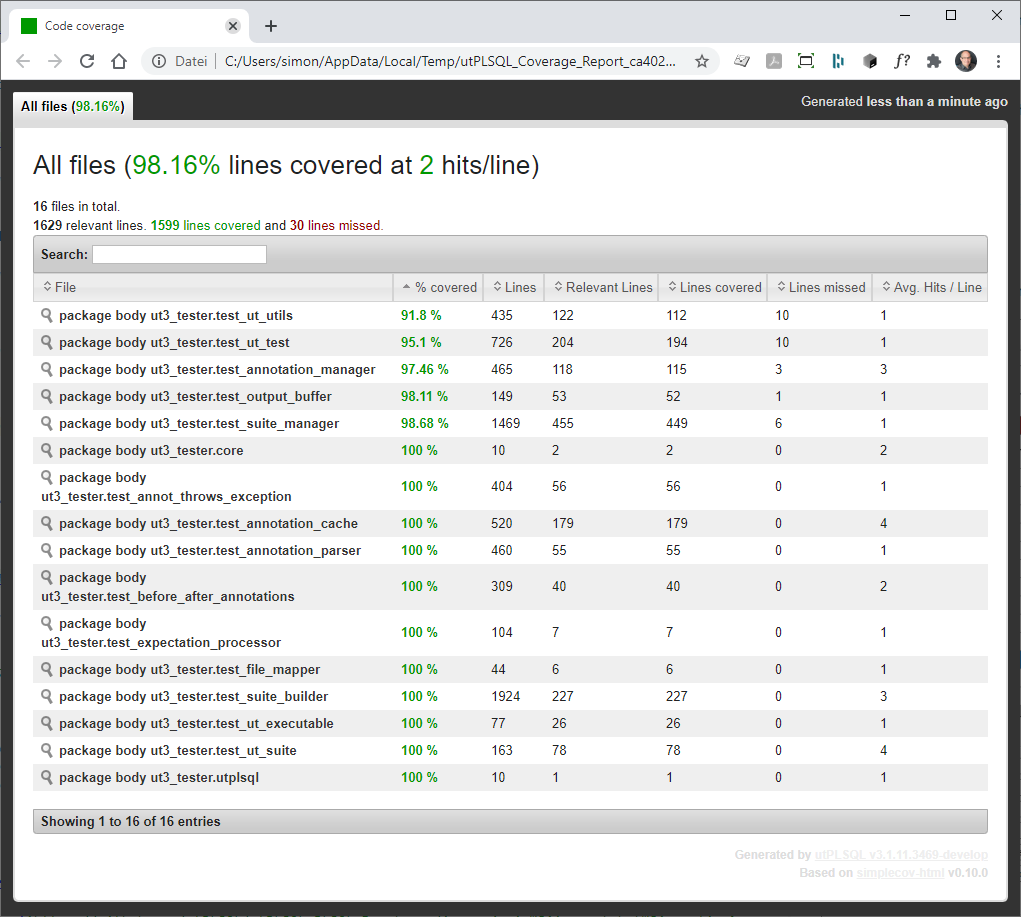 Code coverage
Datei C:/Users/simon/AppData/Local/Temp/utPLSQL_Coverage_Report_ca402...
f?
All files (98.16%)
Generated less than a minute ago
All files (98.16% lines covered at 2 hits/line)
16 files in total.
1629 relevant lines. 1599 lines covered and 30 lines missed.
Search:
File % covered Lines Relevant Lines Lines covered Lines missed Avg. Hits / Line
package body ut3_tester.test_ut_utils 91.8 % 435 122 112 10 1
package body ut3_tester.test_ut_test 95.1 % 726 204 194 10 1
package body ut3_tester.test_annotation_manager 97.46 % 465 118 115 3 3
package body ut3_tester.test_output_buffer 98.11 % 149 53 52 1 1
package body ut3_tester.test_suite_manager 98.68 % 1469 455 449 6 1
package body ut3_tester.core 100 % 10 2 2 0 2
package body
ut3_tester.test_annot_throws_exception 100 % 404 56 56 0 1
package body ut3_tester.test_annotation_cache 100 % 520 179 179 0 4
package body ut3_tester.test_annotation_parser 100 % 460 55 55 0 1
package body
ut3_tester.test_before_after_annotations 100 % 309 40 40 0 2
package body
ut3_tester.test_expectation_processor 100 % 104 7 7 0 1
package body ut3_tester.test_file_mapper 100 % 44 6 6 0 1
package body ut3_tester.test_suite_builder 100 % 1924 227 227 0 3
package body ut3_tester.test_ut_executable 100 % 77 26 26 0 1
package body ut3_tester.test_ut_suite 100 % 163 78 78 0 4
package body ut3_tester.utplsql 100 % 10 1 1 0 1
Showing 1 to 16 of 16 entries
Generated by utPLSQL v3.1.11.3469-develop
Based on simplecov-html v0.10.0